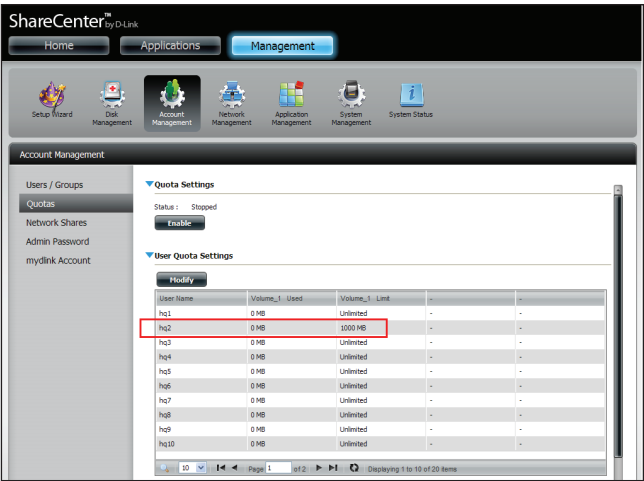 ShareCenter™ by D-Link
Home Applications Management
Setup Wizard Disk Management Account Management Network Management Application Management System Management System Status
Account Management
Users / Groups
Quotas
Network Shares
Admin Password
mydlink Account
Quota Settings
Status : Stopped
Enable
User Quota Settings
Modify
User Name Volume_1 Used Volume_1 Limit - -
hq1 0 MB Unlimited - -
hq2 0 MB 1000 MB - -
hq3 0 MB Unlimited - -
hq4 0 MB Unlimited - -
hq5 0 MB Unlimited - -
hq6 0 MB Unlimited - -
hq7 0 MB Unlimited - -
hq8 0 MB Unlimited - -
hq9 0 MB Unlimited - -
hq10 0 MB Unlimited - -
10 Page 1 of 2 Displaying 1 to 10 of 20 items